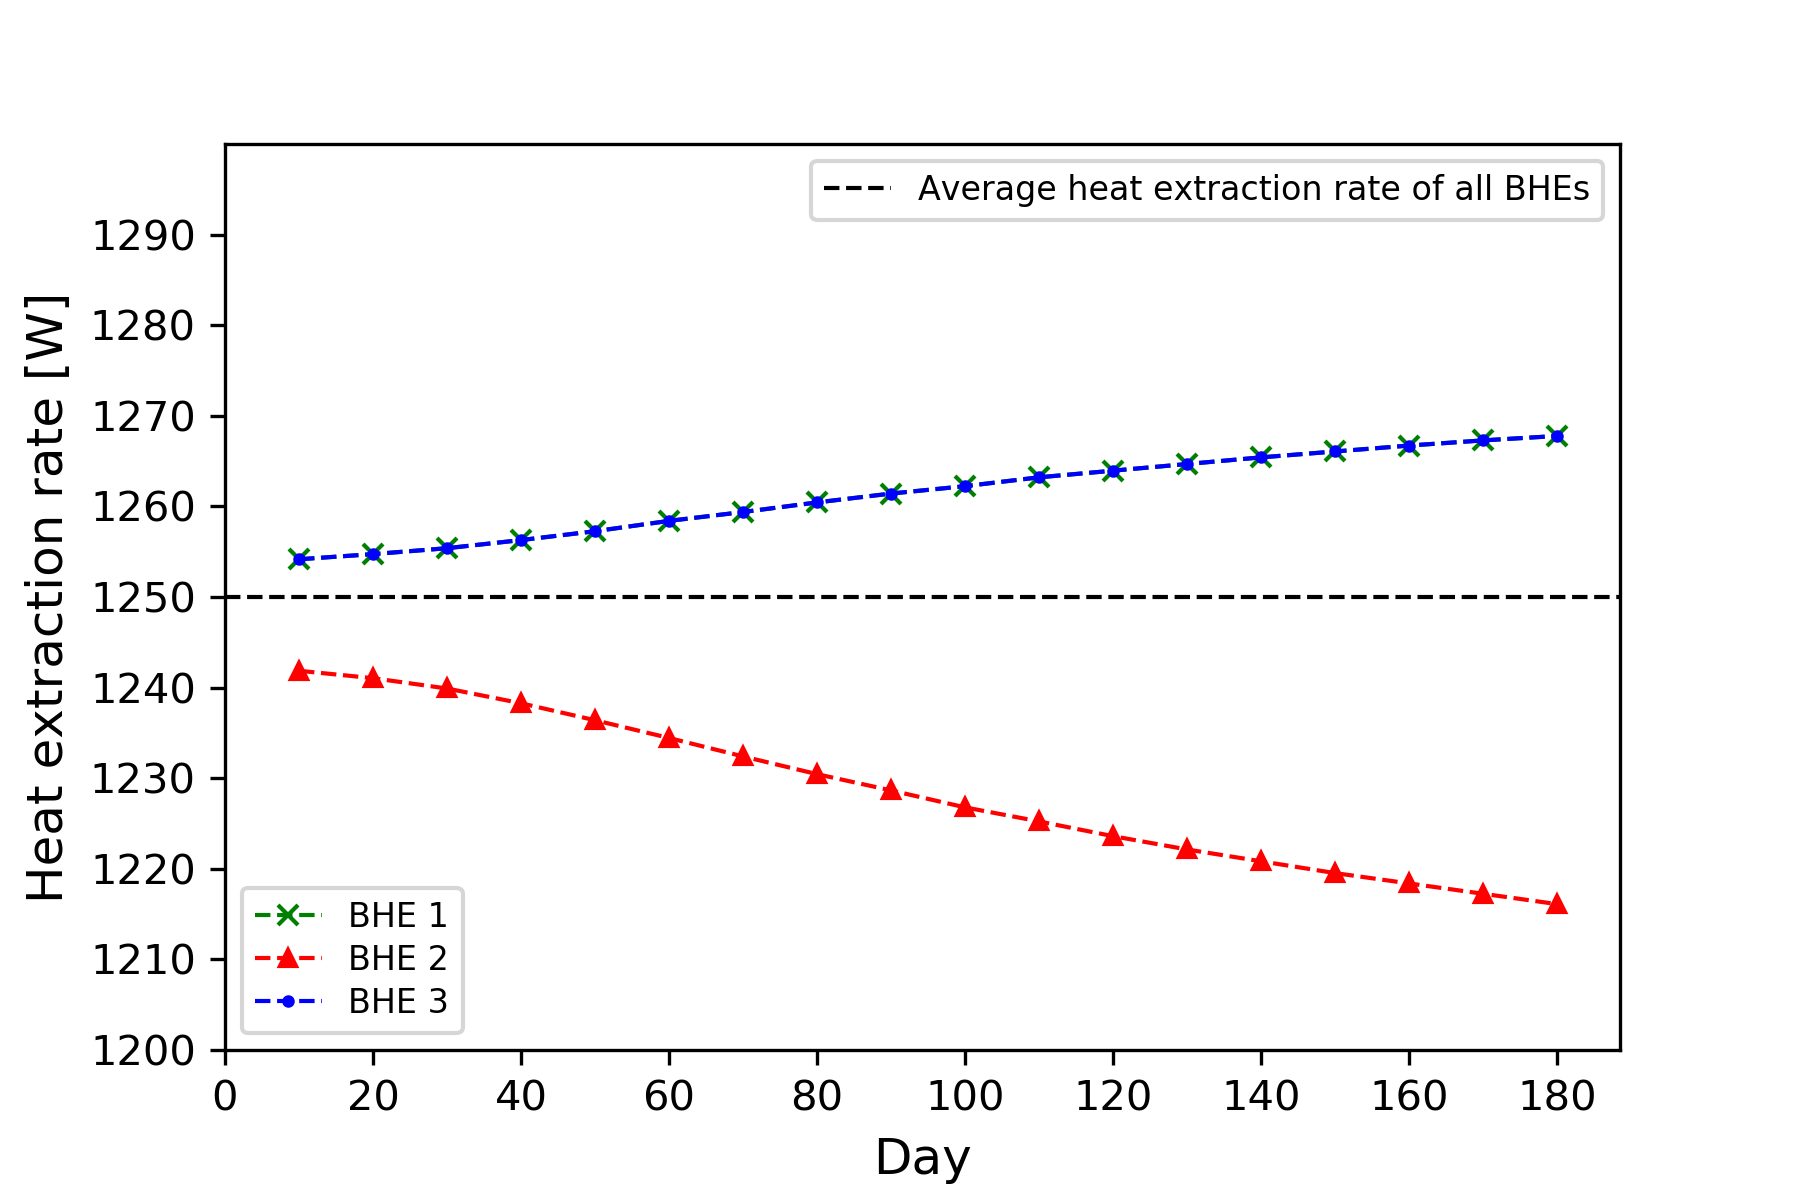 Average heat extraction rate of all BHEs
Heat extraction rate [W]
1290
1280
1270
1260
1250
1240
1230
1220
1210
1200
BHE 1
BHE 2
BHE 3
0 20 40 60 80 100 120 140 160 180
Day